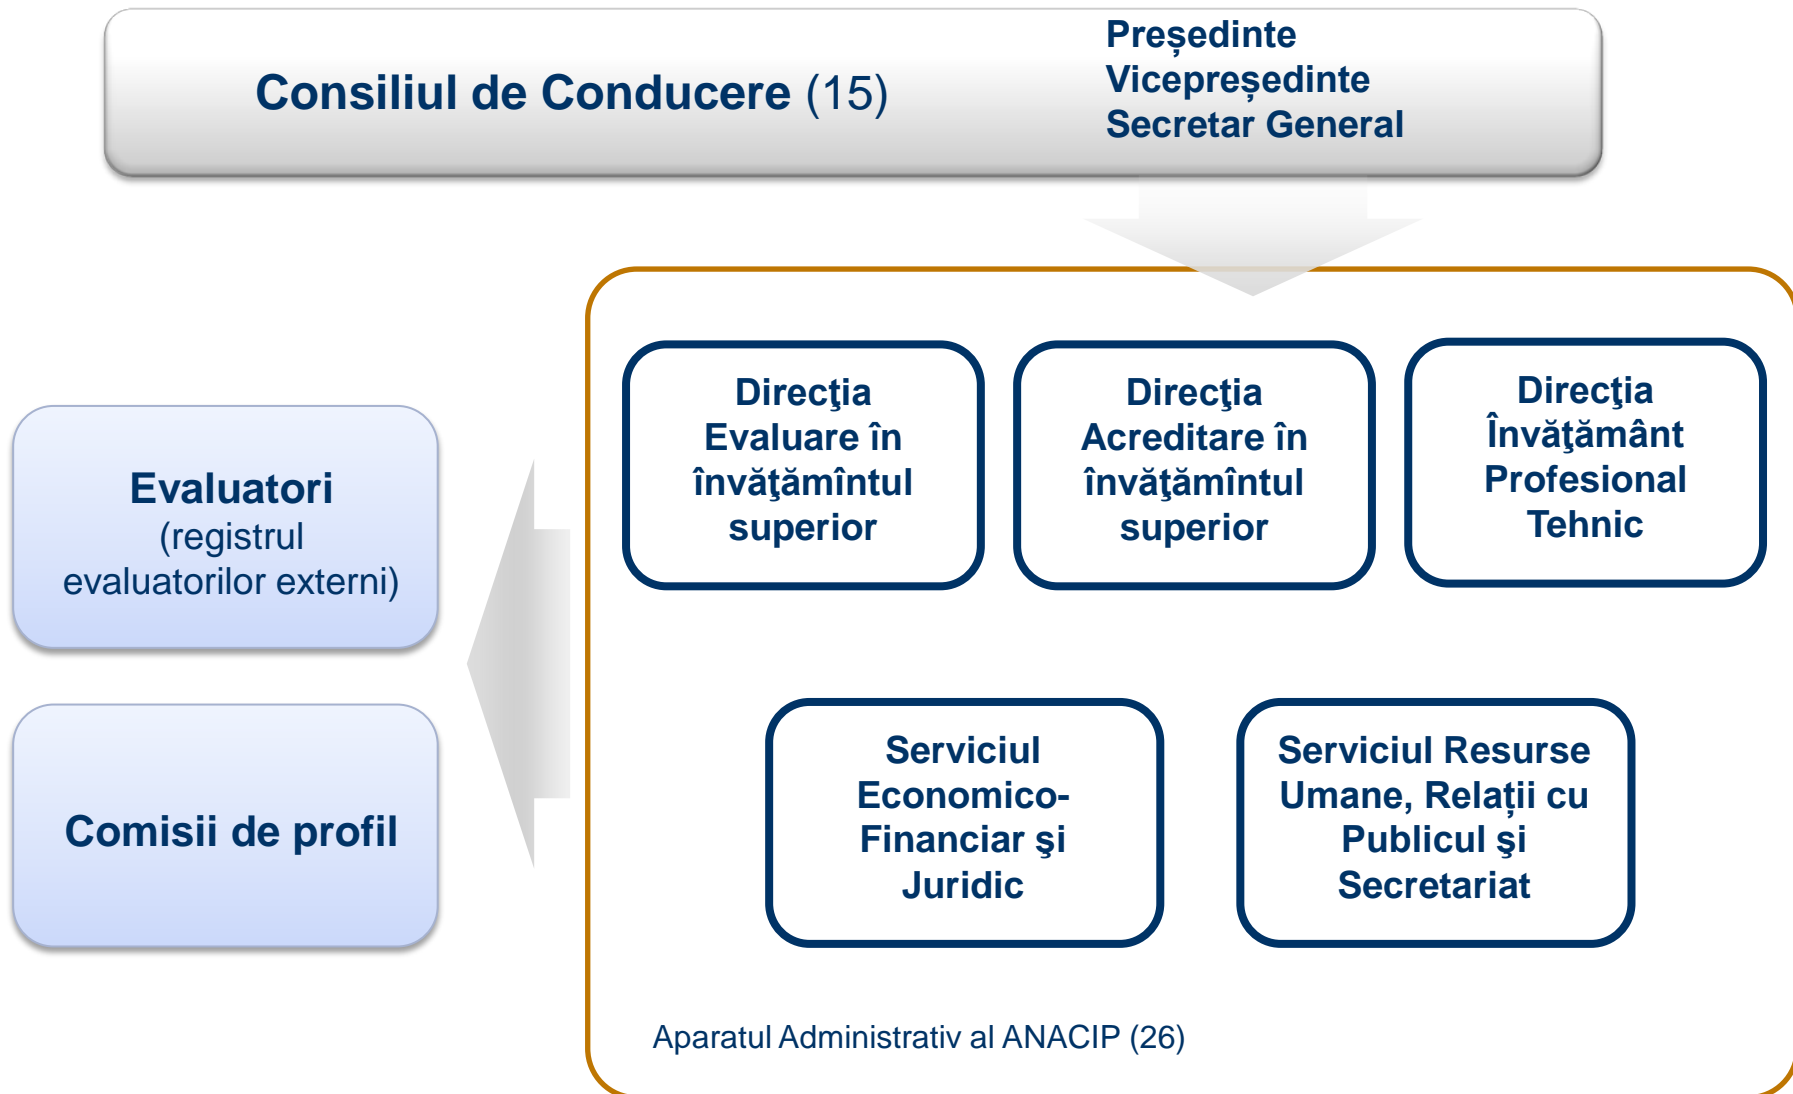 Consiliul de Conducere (15)
Președinte
Vicepreședinte
Secretar General
Direcţia
Evaluare în
învăţămîntul
superior
Direcţia
Acreditare în
învăţămîntul
superior
Direcţia
Învăţământ
Profesional
Tehnic
Evaluatori
(registrul
evaluatorilor externi)
Comisii de profil
Serviciul
Economico-
Financiar şi
Juridic
Serviciul Resurse
Umane, Relații cu
Publicul şi
Secretariat
Aparatul Administrativ al ANACIP (26)